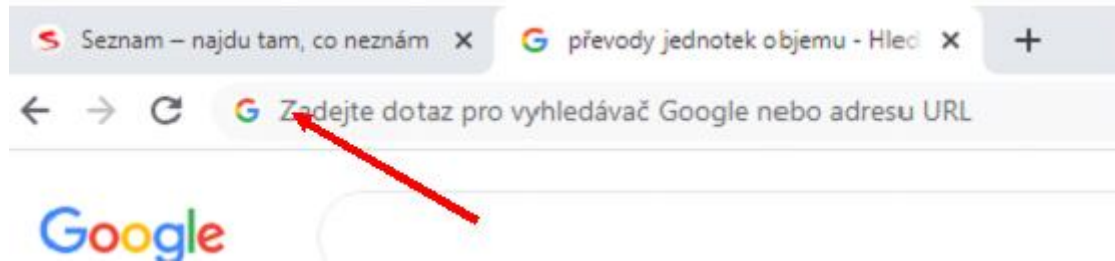 Seznam – najdu tam, co neznám
převody jednotek objemu - Hled
Zadejte dotaz pro vyhledávač Google nebo adresu URL
Google